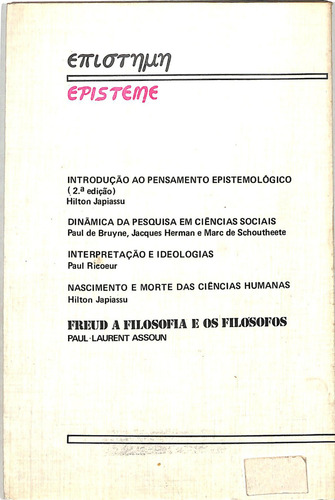 επιστημη
EPISTEME
INTRODUÇÃO AO PENSAMENTO EPISTEMOLÓGICO
(2.ª edição)
Hilton Japiassu
DINÂMICA DA PESQUISA EM CIÊNCIAS SOCIAIS
Paul de Bruyne, Jacques Herman e Marc de Schoutheete
INTERPRETAÇÃO E IDEOLOGIAS
Paul Ricoeur
NASCIMENTO E MORTE DAS CIÊNCIAS HUMANAS
Hilton Japiassu
FREUD A FILOSOFIA E OS FILÓSOFOS
PAUL-LAURENT ASSOUN